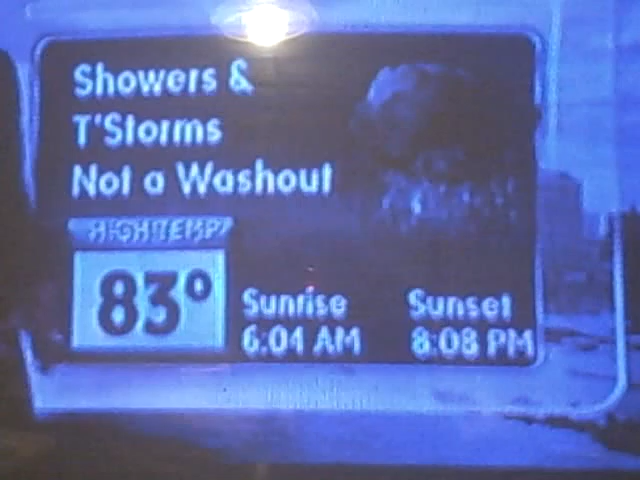 Showers &
T'Storms
Not a Washout
HIGH TEMP
83°
Sunrise
Sunset
6:04 AM
8:08 PM